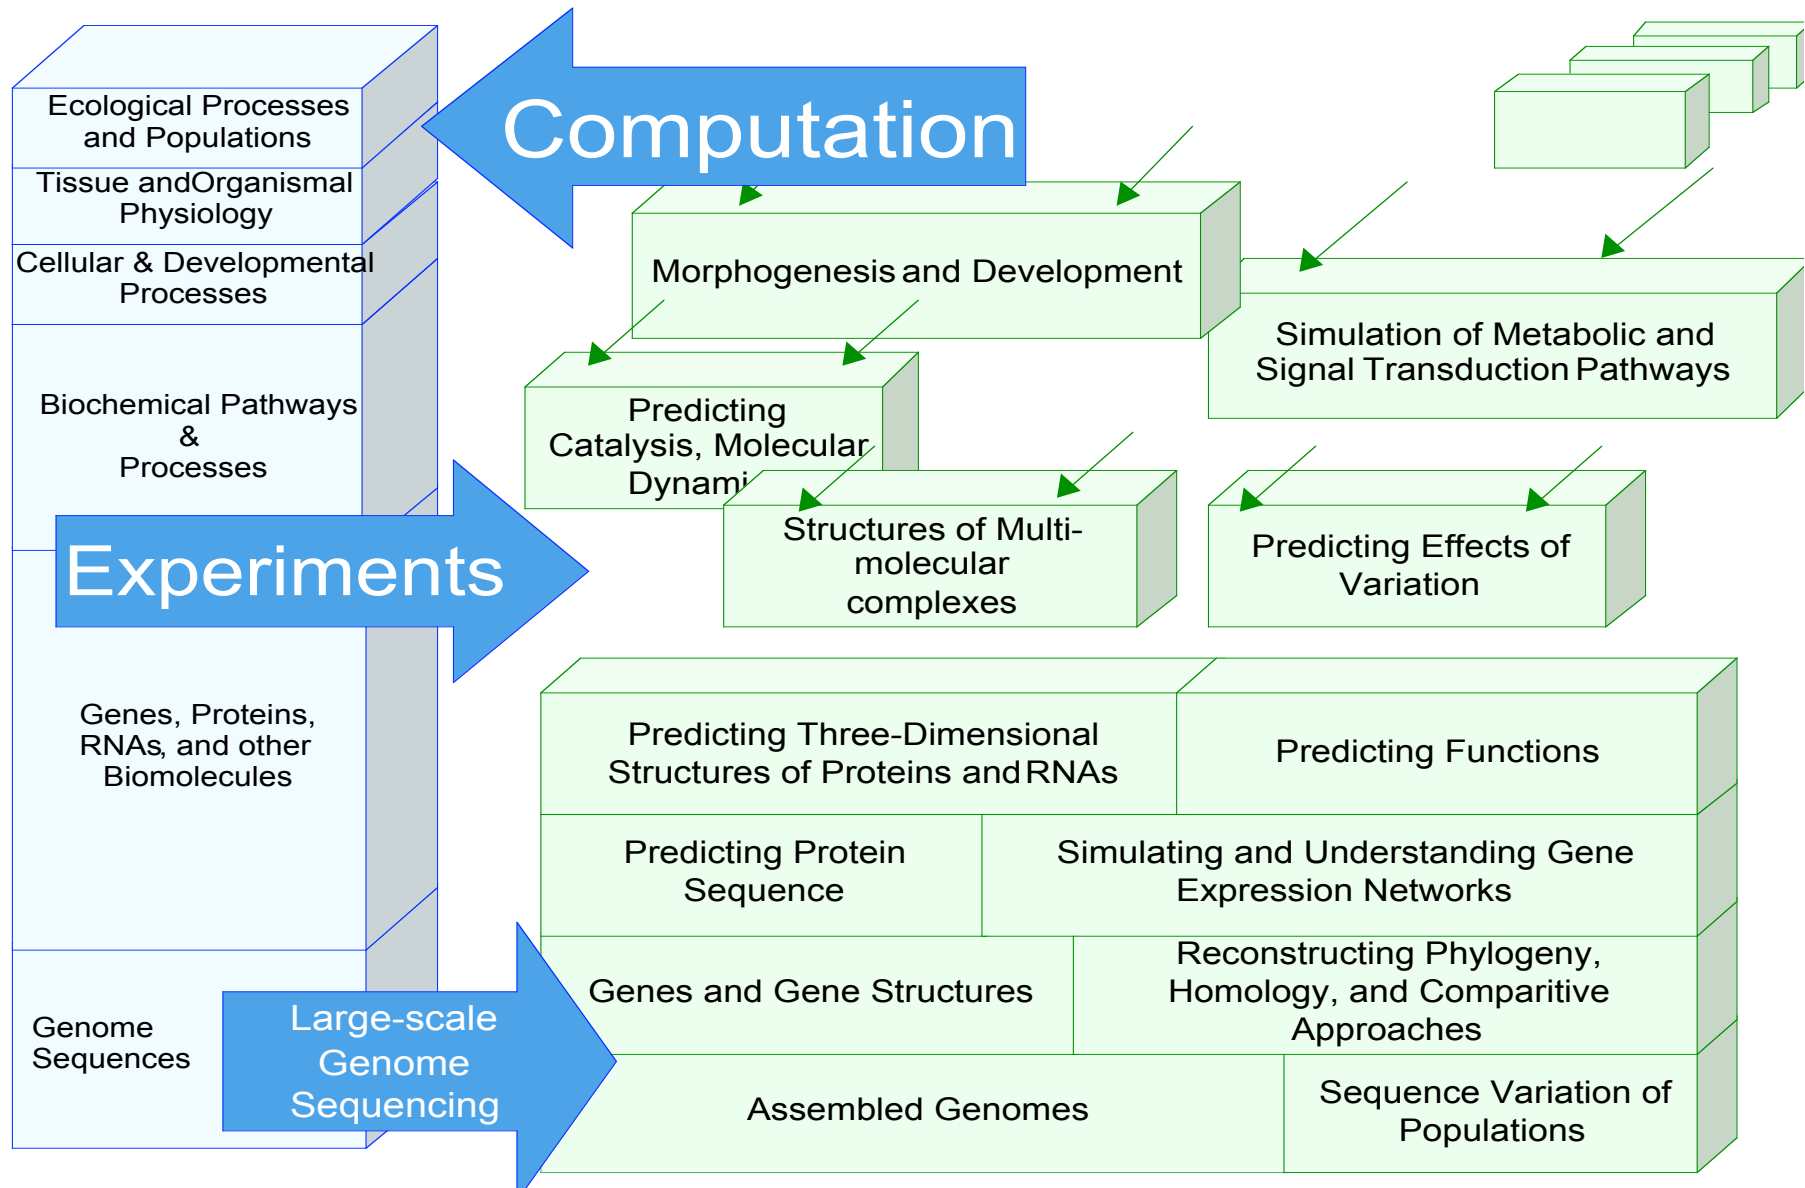 Ecological Processes
and Populations
Tissue andOrganismal
Physiology
Cellular & Developmental
Processes
Biochemical Pathways
&
Processes
Genes, Proteins,
RNAs, and other
Biomolecules
Genome
Sequences
Computation
Experiments
Large-scale
Genome
Sequencing
Morphogenesis and Development
Simulation of Metabolic and
Signal Transduction Pathways
Predicting
Catalysis, Molecular
Dynami
Structures of Multi-
molecular
complexes
Predicting Effects of
Variation
Predicting Three-Dimensional
Structures of Proteins and RNAs
Predicting Functions
Predicting Protein
Sequence
Simulating and Understanding Gene
Expression Networks
Genes and Gene Structures
Reconstructing Phylogeny,
Homology, and Comparitive
Approaches
Assembled Genomes
Sequence Variation of
Populations